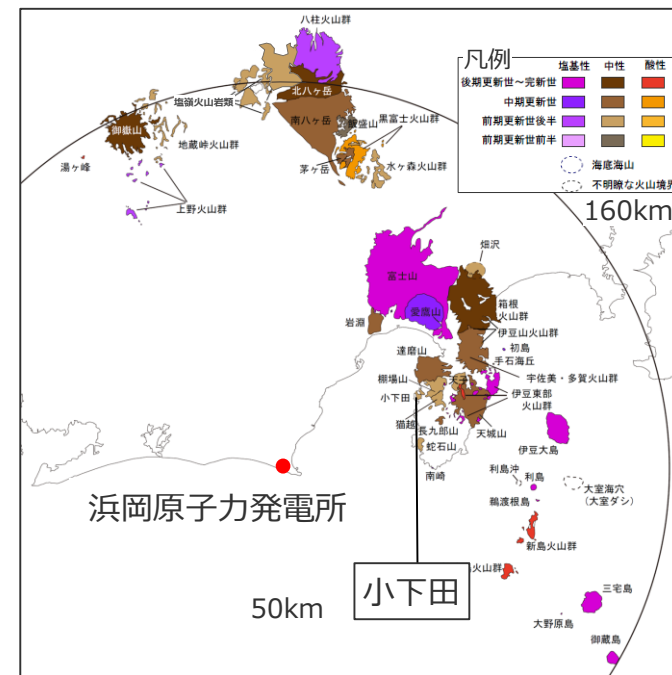 八柱火山群
凡例
塩基性 中性 酸性
後期更新世～完新世
中期更新世
前期更新世後半
前期更新世前半
海底海山
不明瞭な火山境界
160km
塩嶺火山岩類
北八ヶ岳
御嶽山
地蔵峠火山群
南八ヶ岳
飯盛山
黒富士火山群
湯ヶ峰
茅ヶ岳
水ヶ森火山群
上野火山群
畑沢
富士山
愛鷹山
箱根
火山群
岩淵
伊豆山火山群
初島
達磨山
手石海丘
棚場山
天子
宇佐美・多賀火山群
小下田
伊豆東部
火山群
猫越
長九郎山
天城山
蛇石山
伊豆大島
南崎
利島沖
利島
大室海穴
(大室ダシ)
鵜渡根島
浜岡原子力発電所
新島火山群
火山群
小下田
50km
三宅島
大野原島
御蔵島